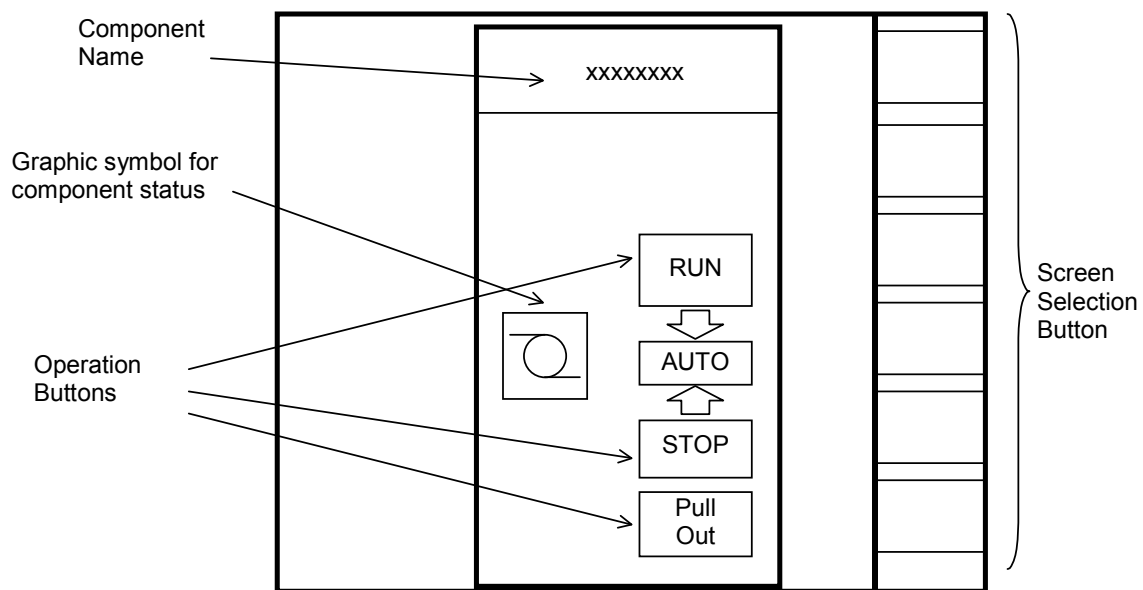 Component
Name
xxxxxxxx
Graphic symbol for
component status
RUN
AUTO
STOP
Pull
Out
Operation
Buttons
Screen
Selection
Button